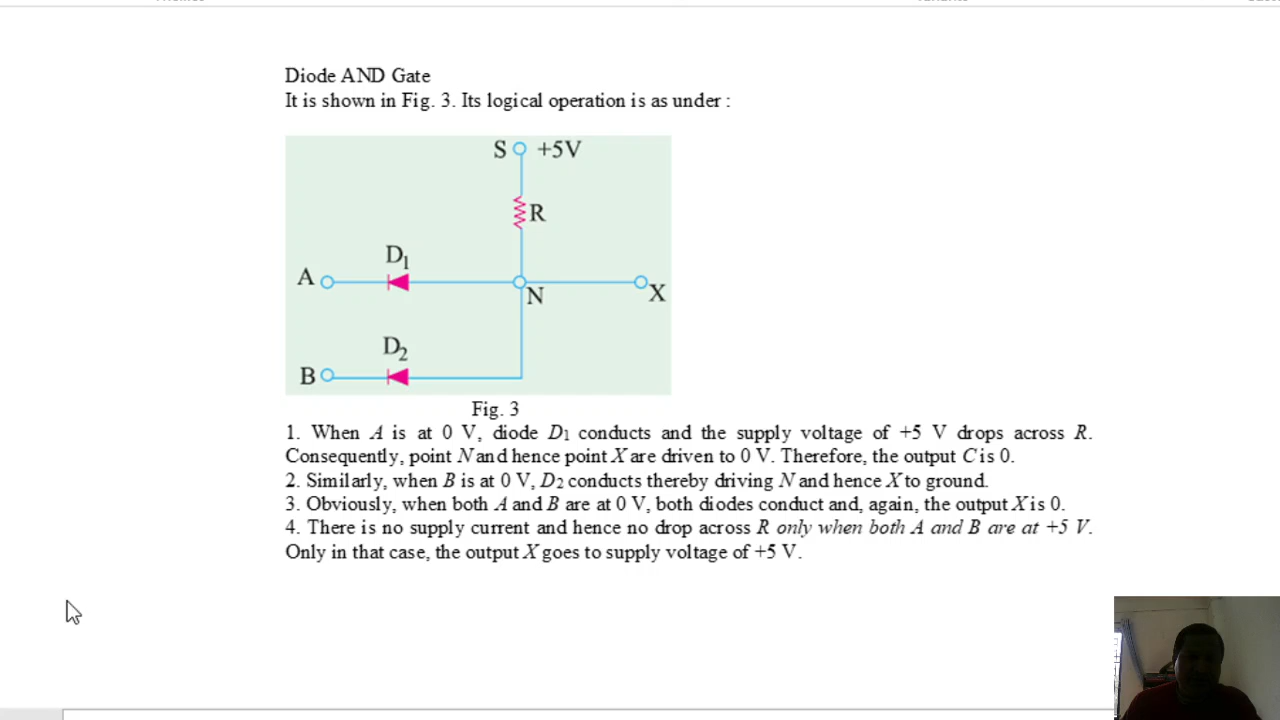 Diode AND Gate
It is shown in Fig. 3. Its logical operation is as under :
S +5V
R
D1
A
N
X
D2
B
Fig. 3
1. When A is at 0 V, diode D1 conducts and the supply voltage of +5 V drops across R.
Consequently, point N and hence point X are driven to 0 V. Therefore, the output C is 0.
2. Similarly, when B is at 0 V, D2 conducts thereby driving N and hence X to ground.
3. Obviously, when both A and B are at 0 V, both diodes conduct and, again, the output X is 0.
4. There is no supply current and hence no drop across R only when both A and B are at +5 V.
Only in that case, the output X goes to supply voltage of +5 V.